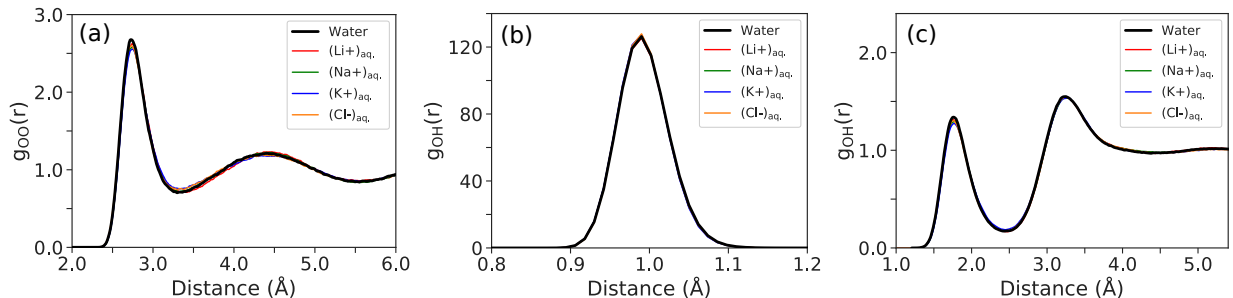 (a)
Water
(Li+)aq.
(Na+)aq.
(K+)aq.
(Cl-)aq.
gOO(r)
3.0
2.0
1.0
0.0
2.0 3.0 4.0 5.0 6.0
Distance (Å)
(b)
Water
(Li+)aq.
(Na+)aq.
(K+)aq.
(Cl-)aq.
gOH(r)
120
80
40
0
0.8 0.9 1.0 1.1 1.2
Distance (Å)
(c)
Water
(Li+)aq.
(Na+)aq.
(K+)aq.
(Cl-)aq.
gOH(r)
2.0
1.0
0.0
1.0 2.0 3.0 4.0 5.0
Distance (Å)